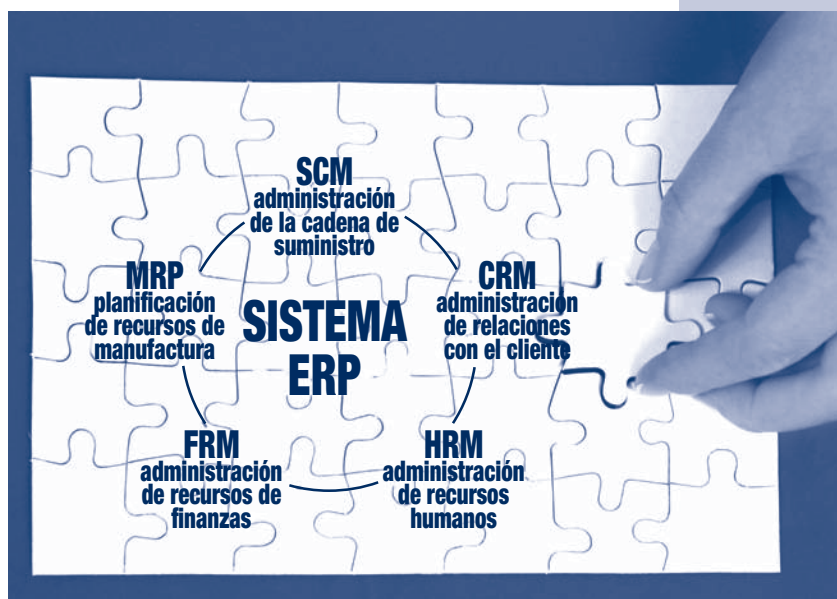 SCM
administración
de la cadena de
suministro
MRP
planificación
de recursos de
manufactura
SISTEMA
ERP
CRM
administración
de relaciones
con el cliente
FRM
administración
de recursos de
finanzas
HRM
administración
de recursos
humanos